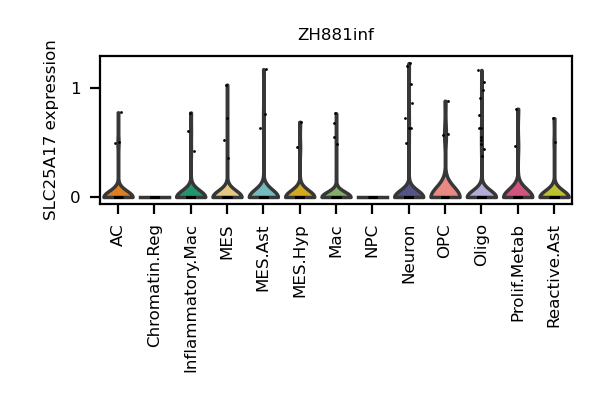 ZH881inf
SLC25A17 expression
1
0
AC
Chromatin.Reg
Inflammatory.Mac
MES
MES.Ast
MES.Hyp
Mac
NPC
Neuron
OPC
Oligo
Prolif.Metab
Reactive.Ast